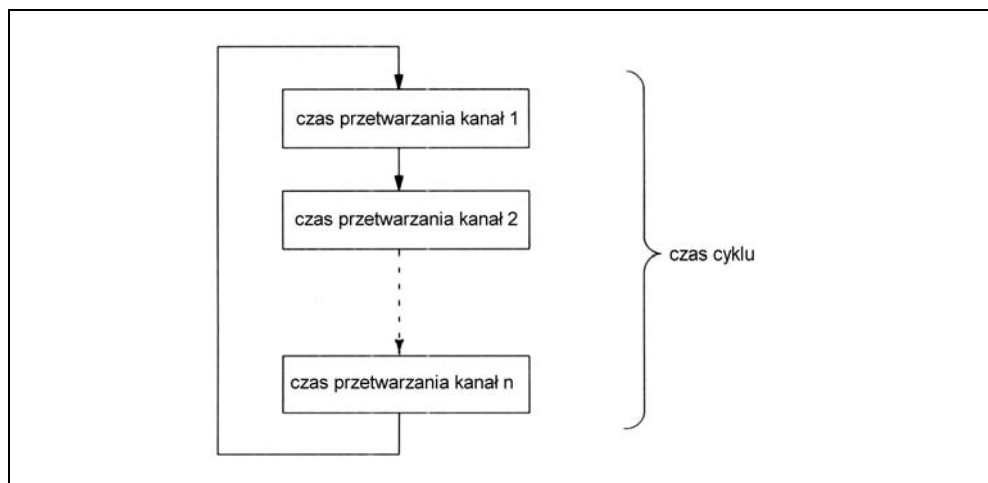 czas przetwarzania kanał 1
czas przetwarzania kanał 2
czas cyklu
czas przetwarzania kanał n